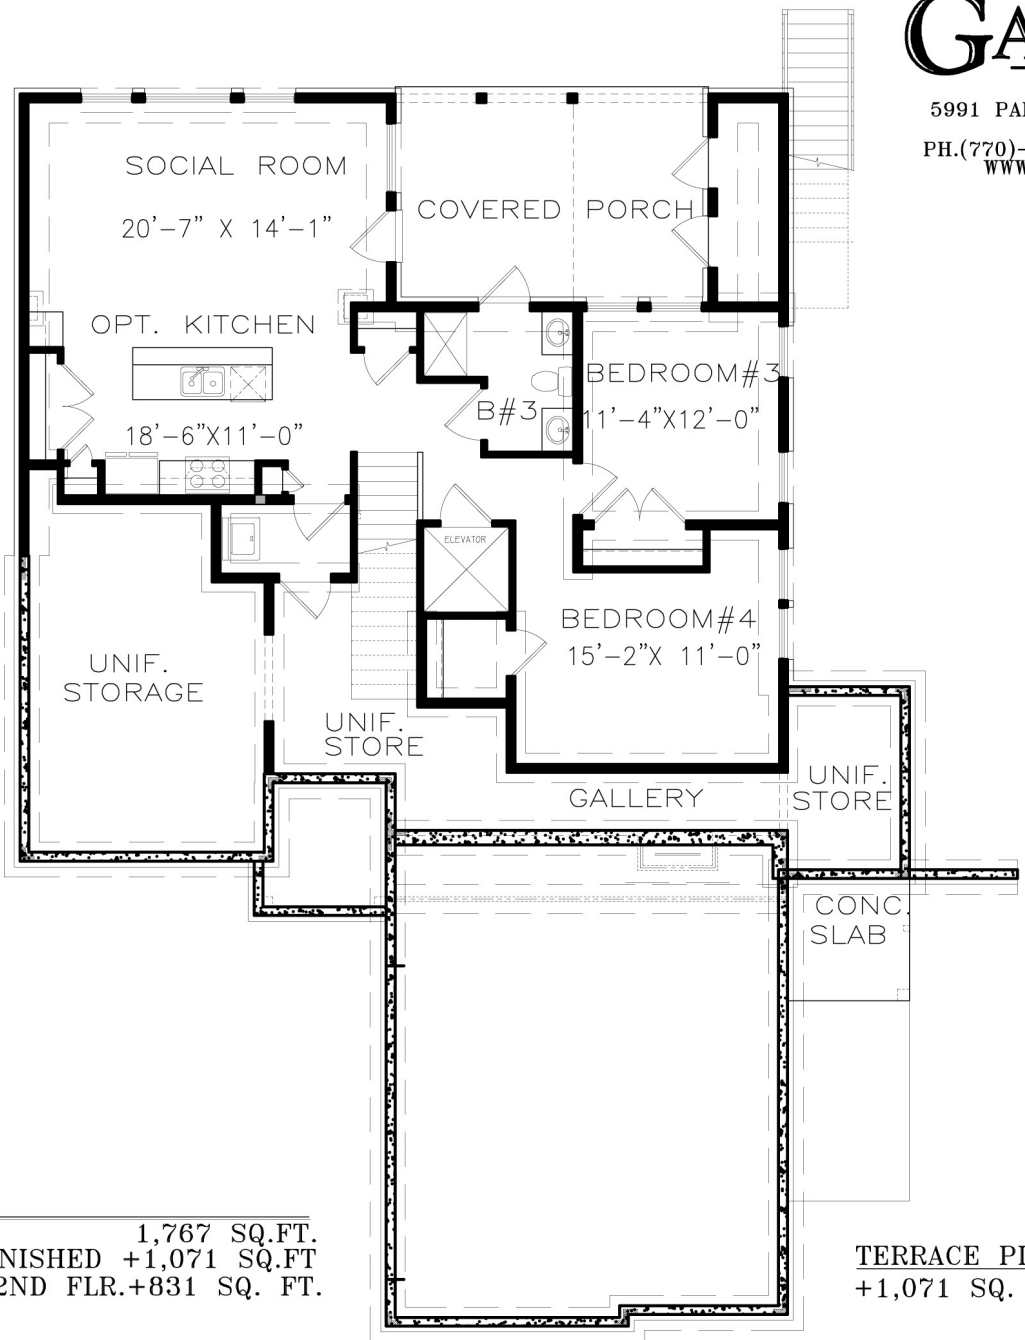 5991
PH.(770)-
WWW
SOCIAL ROOM
20'-7" X 14'-1"
COVERED PORCH
OPT. KITCHEN
18'-6"X11'-0"
B#3
BEDROOM#3
11'-4"X12'-0"
ELEVATOR
BEDROOM#4
15'-2"X 11'-0"
UNIF.
STORAGE
UNIF.
STORE
GALLERY
UNIF.
STORE
CONC.
SLAB
1,767 SQ.FT.
NISHED +1,071 SQ.FT
2ND FLR.+831 SQ. FT.
TERRACE
+1,071 SQ.